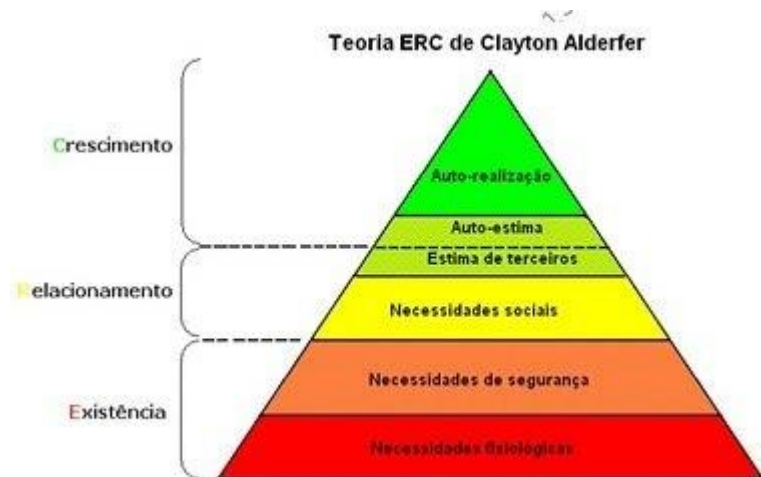 Teoria ERC de Clayton Alderfer
Crescimento
Auto-realização
Auto-estima
Estima de terceiros
Relacionamento
Necessidades sociais
Necessidades de segurança
Existência
Necessidades fisiológicas